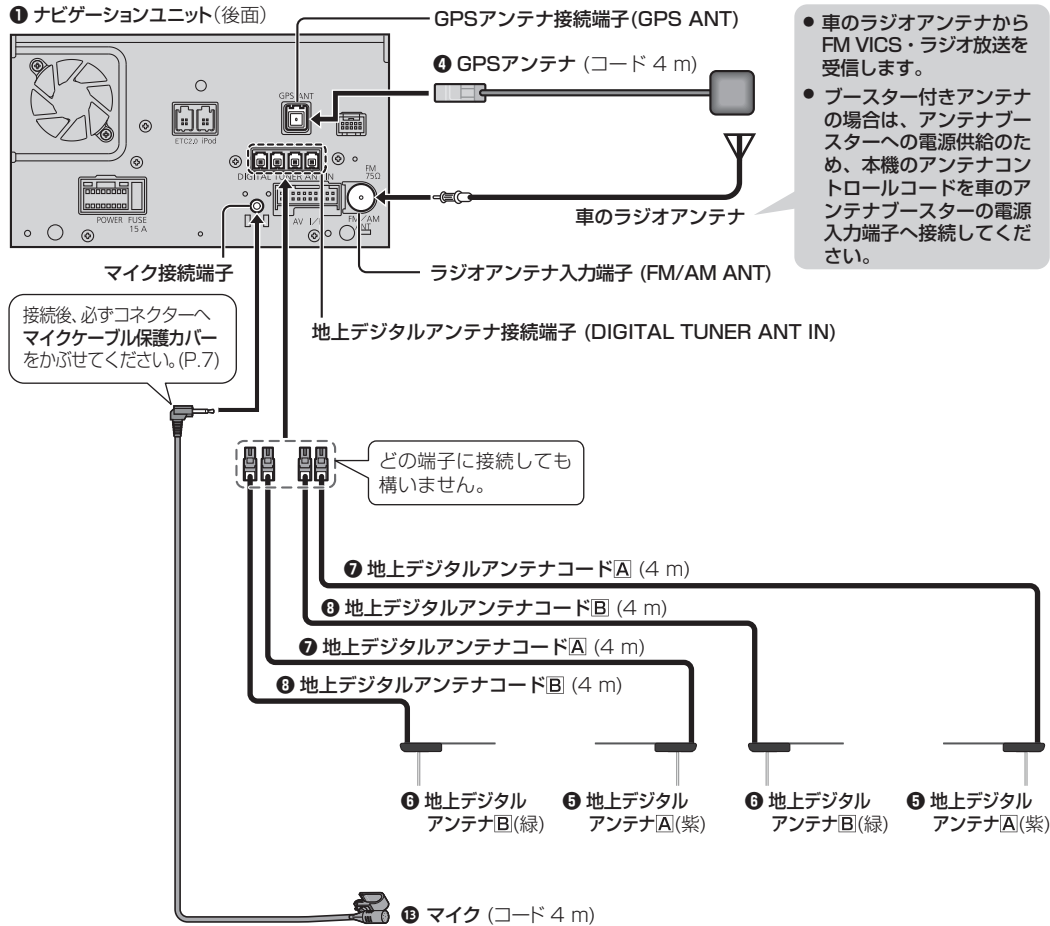 ❶ ナビゲーションユニット(後面)
GPSアンテナ接続端子(GPS ANT)
❹ GPSアンテナ (コード 4 m)
GPS ANT
ETC2.0 iPod
DIGITAL TUNER ANT IN
FM
75Ω
POWER FUSE
15 A
AV I/F
FM/AM
ANT
車のラジオアンテナ
● 車のラジオアンテナから
FM VICS・ラジオ放送を
受信します。
● ブースター付きアンテナ
の場合は、アンテナブー
スターへの電源供給のた
め、本機のアンテナコン
トロールコードを車のア
ンテナブースターの電源
入力端子へ接続してくだ
さい。
マイク接続端子
ラジオアンテナ入力端子 (FM/AM ANT)
地上デジタルアンテナ接続端子 (DIGITAL TUNER ANT IN)
接続後、必ずコネクターへ
マイクケーブル保護カバー
をかぶせてください。(P.7)
どの端子に接続しても
構いません。
❼ 地上デジタルアンテナコードA (4 m)
❽ 地上デジタルアンテナコードB (4 m)
❼ 地上デジタルアンテナコードA (4 m)
❽ 地上デジタルアンテナコードB (4 m)
❻ 地上デジタル
アンテナB(緑)
❺ 地上デジタル
アンテナA(紫)
❻ 地上デジタル
アンテナB(緑)
❺ 地上デジタル
アンテナA(紫)
⓭ マイク (コード 4 m)